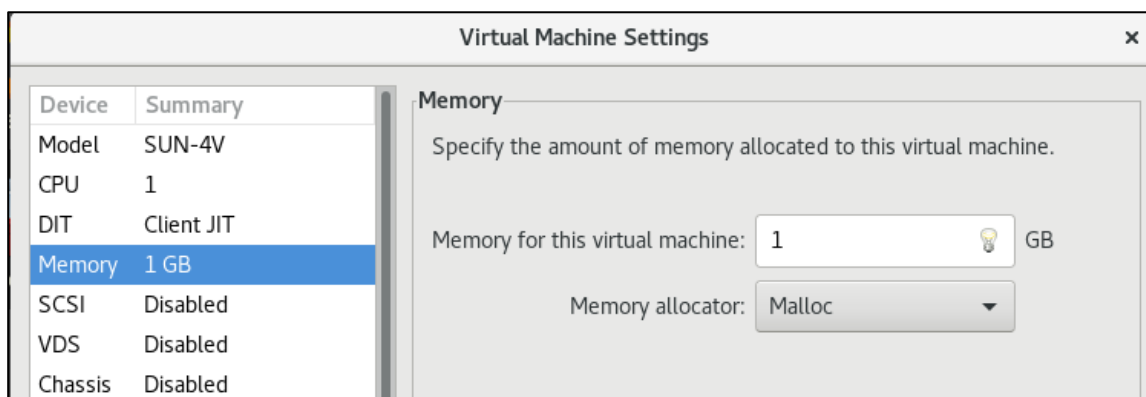 Virtual Machine Settings
×
Device Summary
Model SUN-4V
CPU 1
DIT Client JIT
Memory 1 GB
SCSI Disabled
VDS Disabled
Chassis Disabled
Memory
Specify the amount of memory allocated to this virtual machine.
Memory for this virtual machine: 1 GB
Memory allocator: Malloc